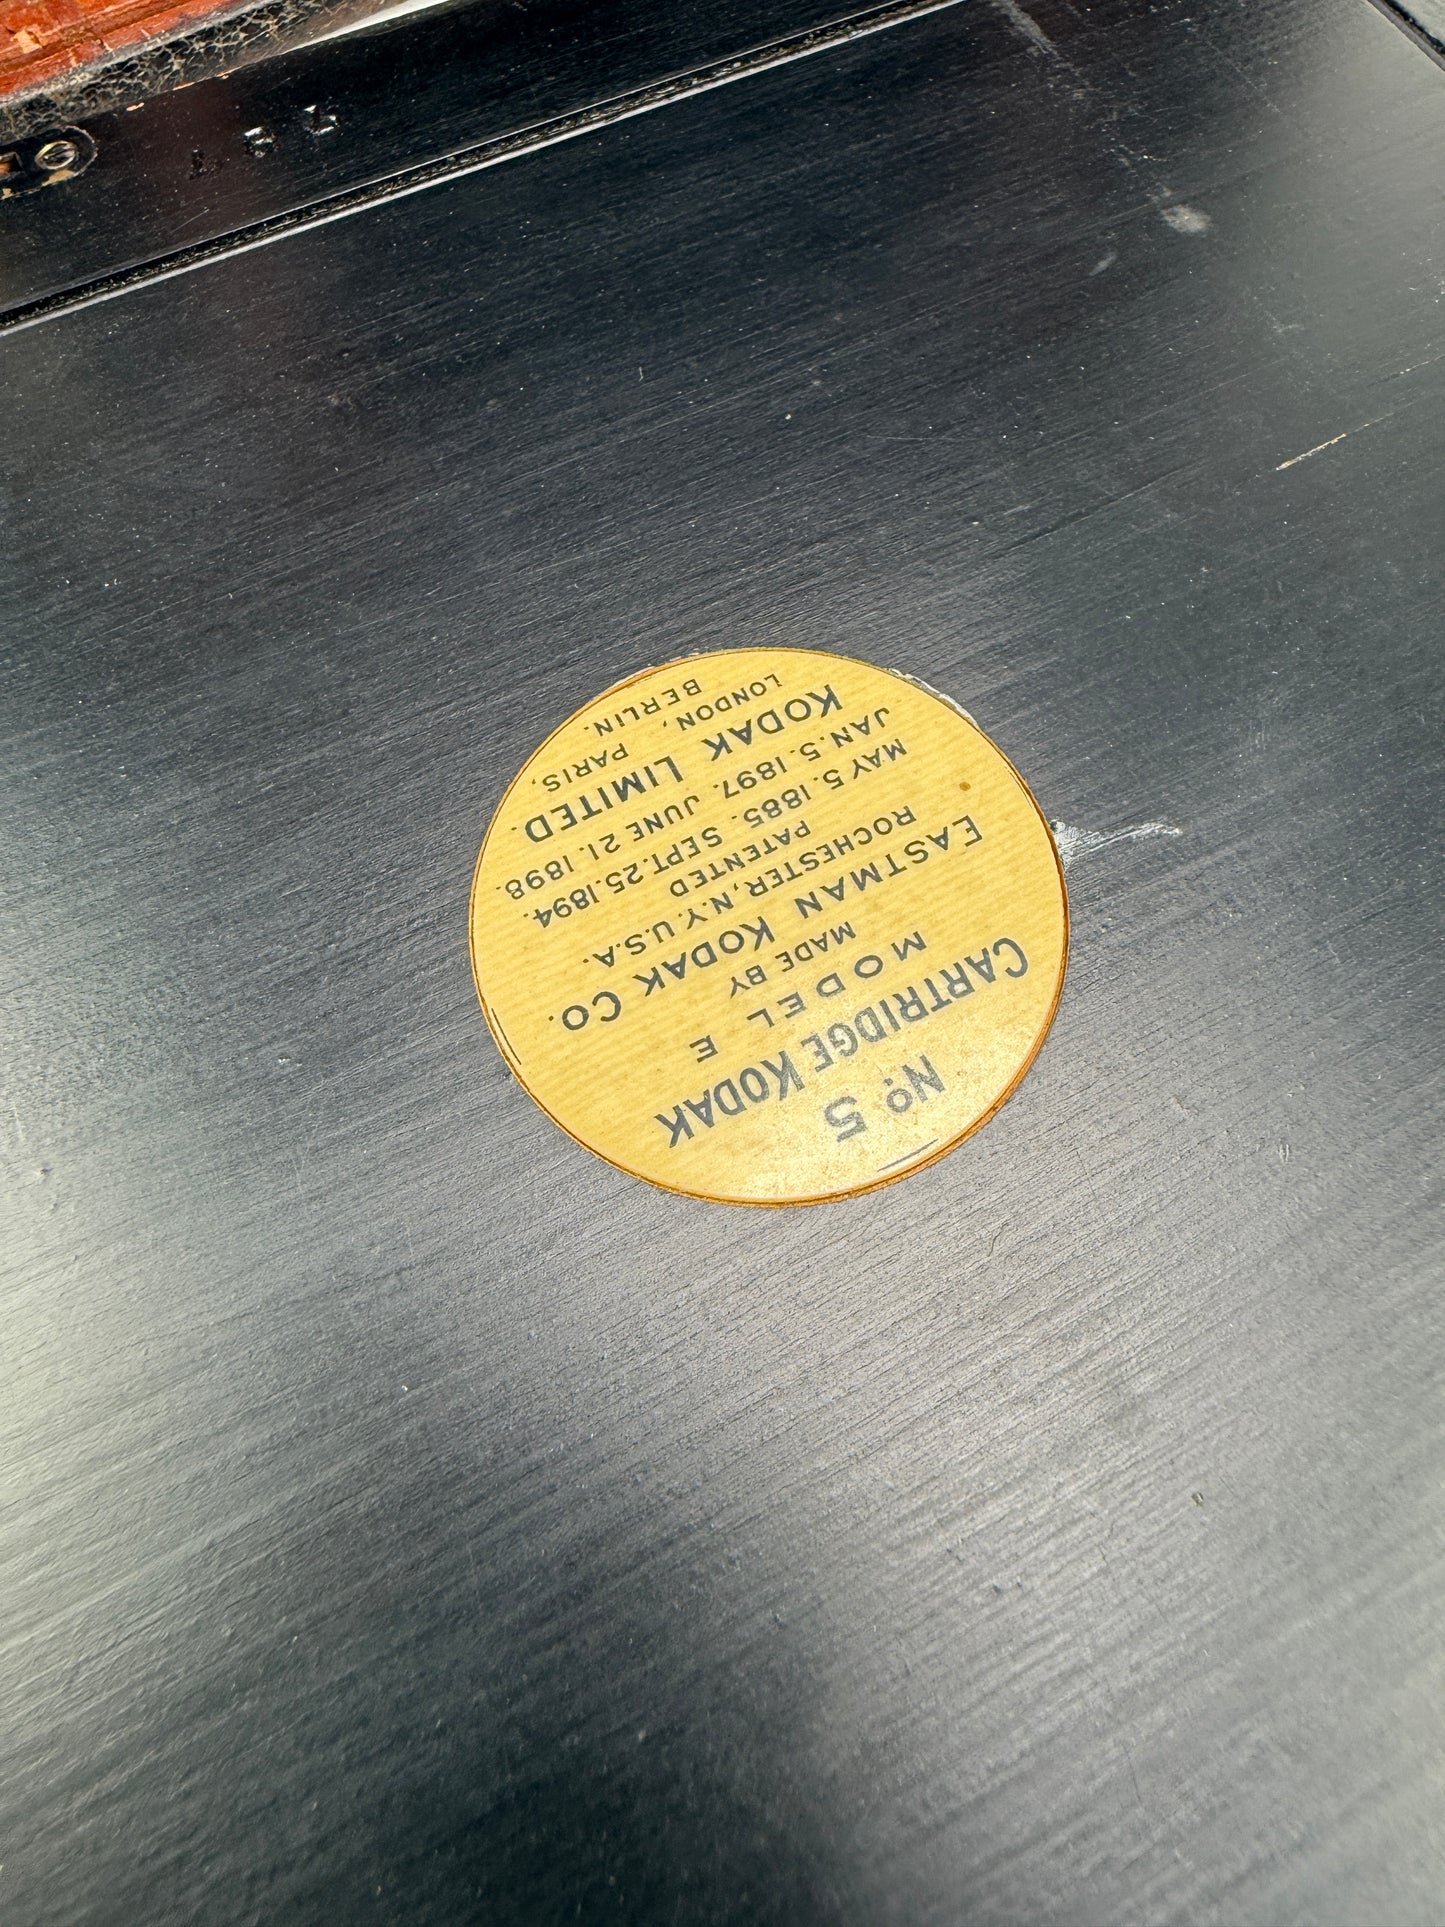 Nº 5
CARTRIDGE KODAK
MODEL E
MADE BY
EASTMAN KODAK CO.
ROCHESTER, N.Y. U.S.A.
PATENTED
MAY 5. 1885. SEPT. 25. 1894.
JAN. 5. 1897. JUNE 21. 1898.
KODAK LIMITED.
LONDON, PARIS,
BERLIN.